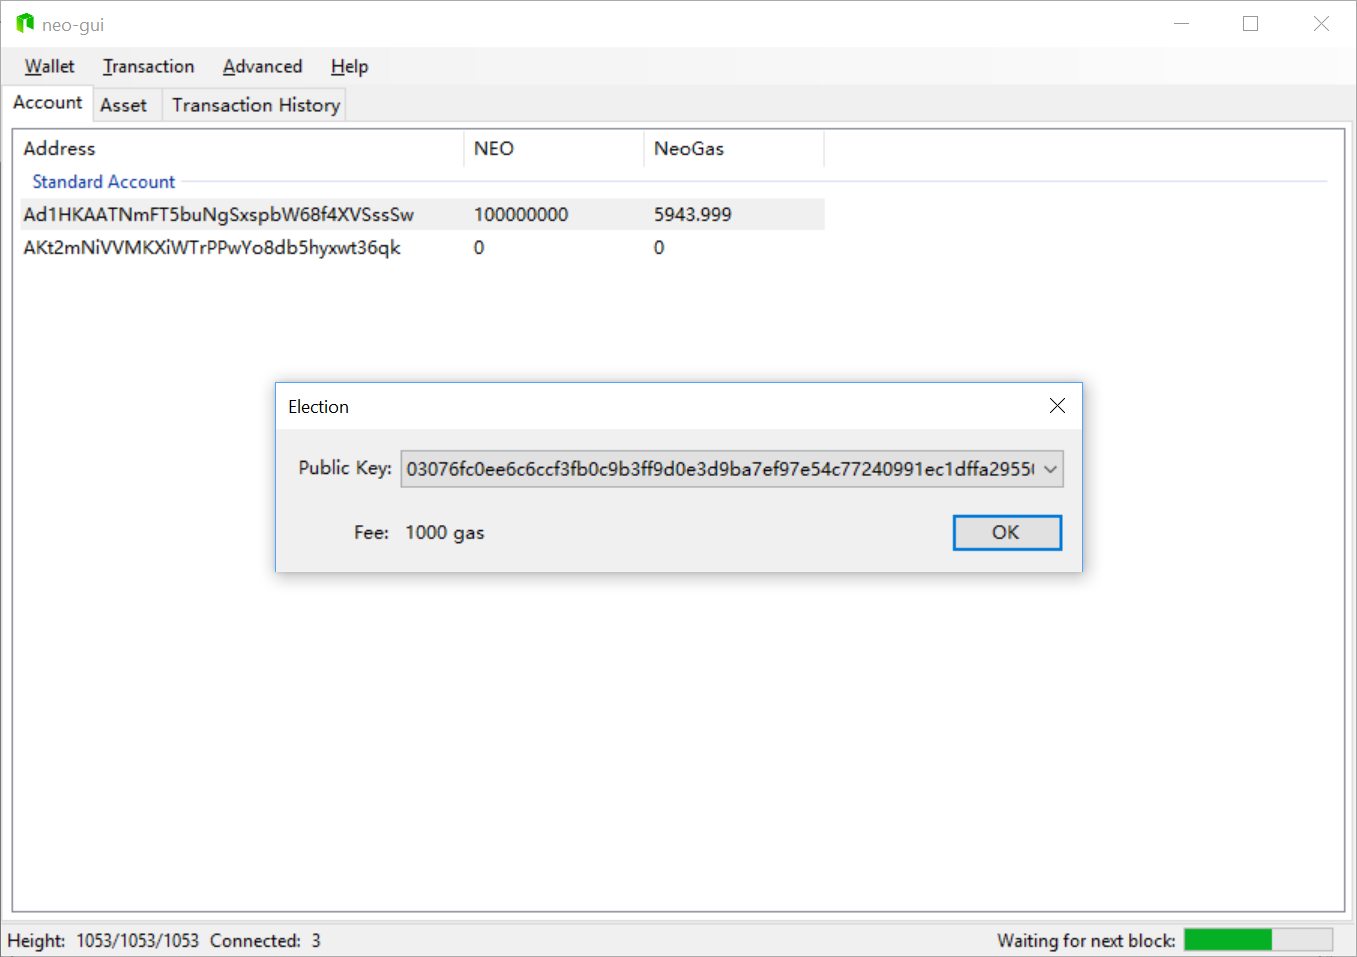 neo-gui
Wallet Transaction Advanced Help
Account Asset Transaction History
Address NEO NeoGas
Standard Account
Ad1HKAATNmFT5buNgSxspbW68f4XVSssSw 100000000 5943.999
AKt2mNiVVMKXiWTrPPwYo8db5hyxwt36qk 0 0
Election
Public Key: 03076fc0ee6c6ccf3fb0c9b3ff9d0e3d9ba7ef97e54c77240991ec1dffa2955
Fee: 1000 gas OK
Height: 1053/1053/1053 Connected: 3 Waiting for next block: